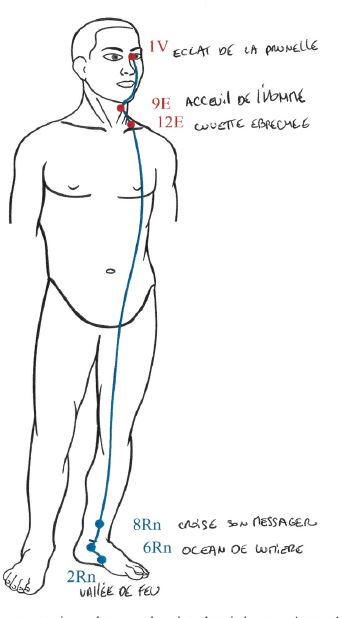 1V ECLAT DE LA PRUNELLE
9E ACCEUIL DE L'HOMME
12E CUVETTE EBRECHEE
8Rn CROISE SON MESSAGER
6Rn OCEAN DE LUMIERE
2Rn
VALLÉE DE FEU